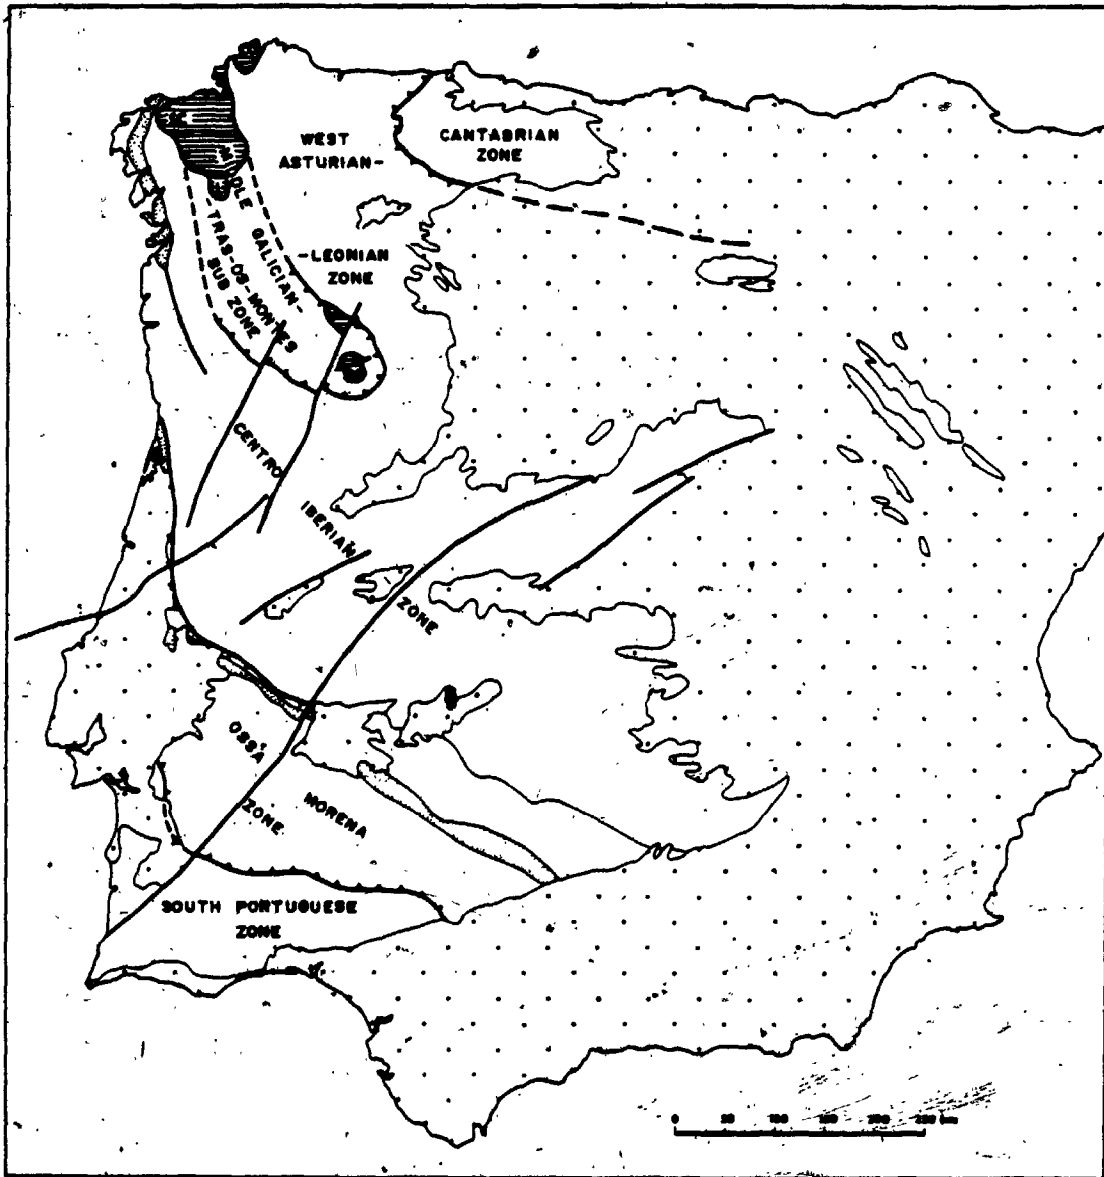 WEST
ASTURIAN-
CANTABRIAN
ZONE
-LEONIAN
ZONE
GALICIAN-
-TRAS-OS-MONTES
SUB ZONE
CENTRO
IBERIAN
ZONE
OSSA
MORENA
ZONE
SOUTH PORTUGUESE
ZONE
0